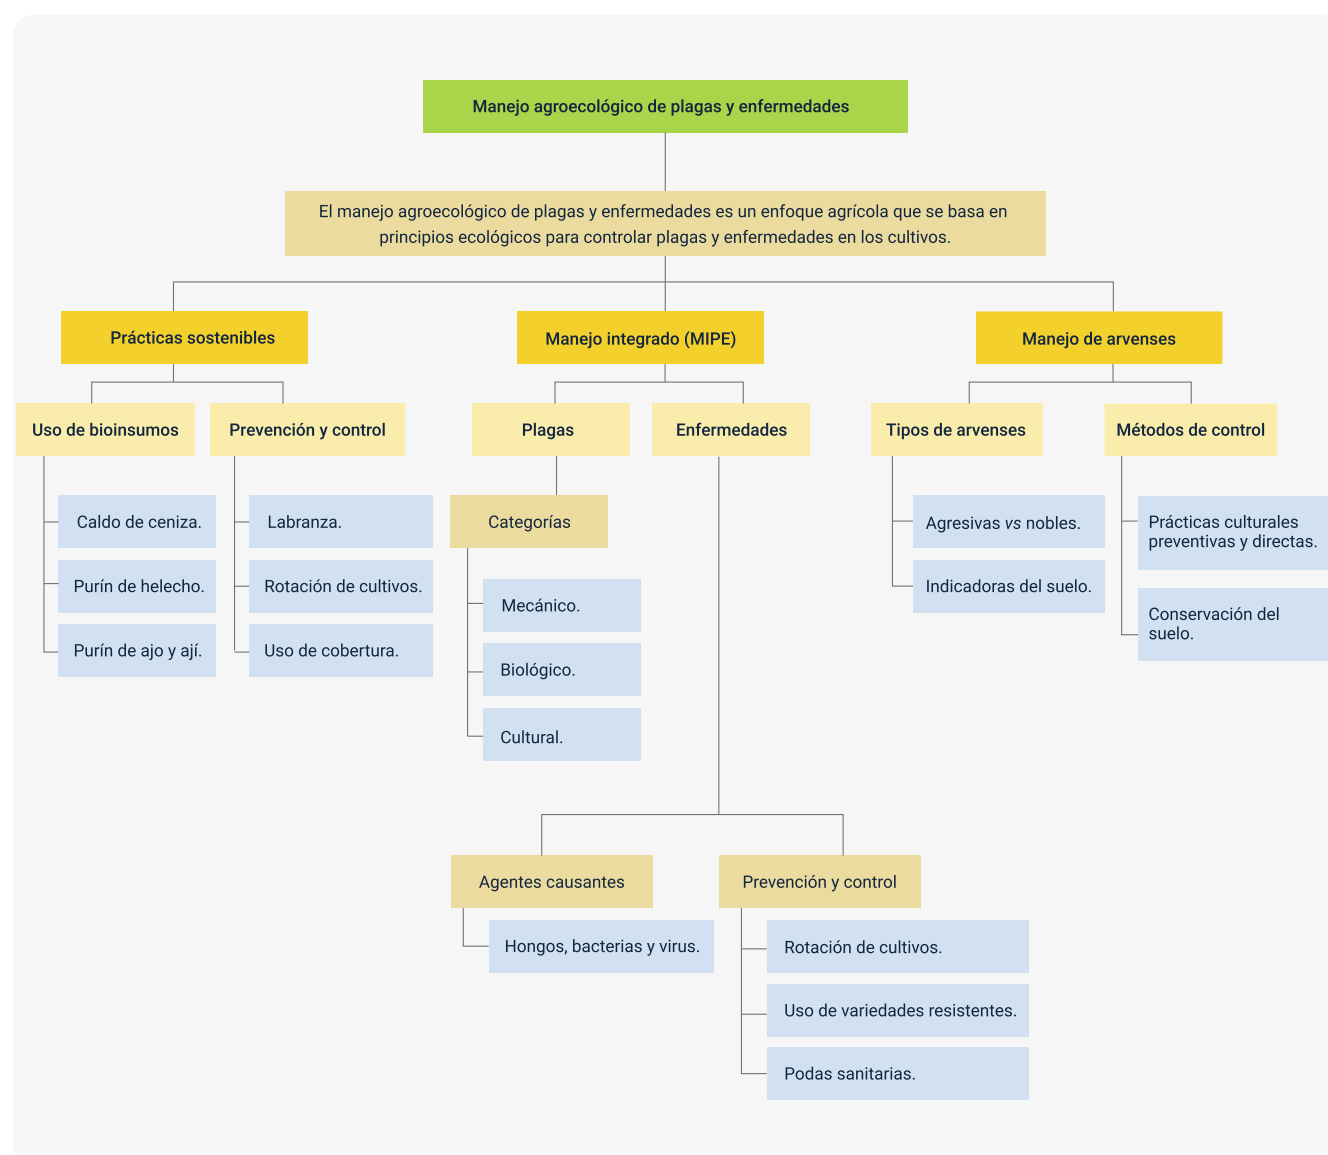 Manejo agroecológico de plagas y enfermedades
El manejo agroecológico de plagas y enfermedades es un enfoque agrícola que se basa en
principios ecológicos para controlar plagas y enfermedades en los cultivos.
Prácticas sostenibles
Manejo integrado (MIPE)
Manejo de arvenses
Uso de bioinsumos
Prevención y control
Plagas
Enfermedades
Tipos de arvenses
Métodos de control
Caldo de ceniza.
Purín de helecho.
Purín de ajo y ají.
Labranza.
Rotación de cultivos.
Uso de cobertura.
Categorías
Mecánico.
Biológico.
Cultural.
Agresivas vs nobles.
Indicadoras del suelo.
Prácticas culturales
preventivas y directas.
Conservación del
suelo.
Agentes causantes
Hongos, bacterias y virus.
Prevención y control
Rotación de cultivos.
Uso de variedades resistentes.
Podas sanitarias.